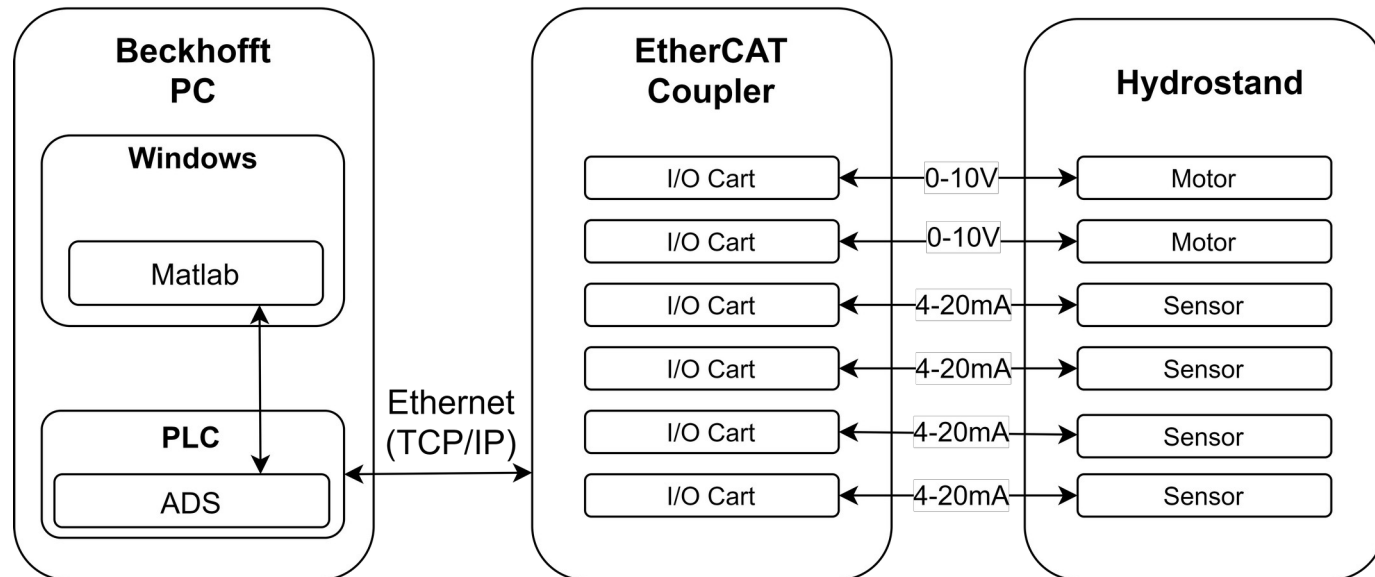 Beckhofft
PC
Windows
Matlab
PLC
ADS
Ethernet
(TCP/IP)
EtherCAT
Coupler
I/O Cart
I/O Cart
I/O Cart
I/O Cart
I/O Cart
I/O Cart
0-10V
0-10V
4-20mA
4-20mA
4-20mA
4-20mA
Hydrostand
Motor
Motor
Sensor
Sensor
Sensor
Sensor